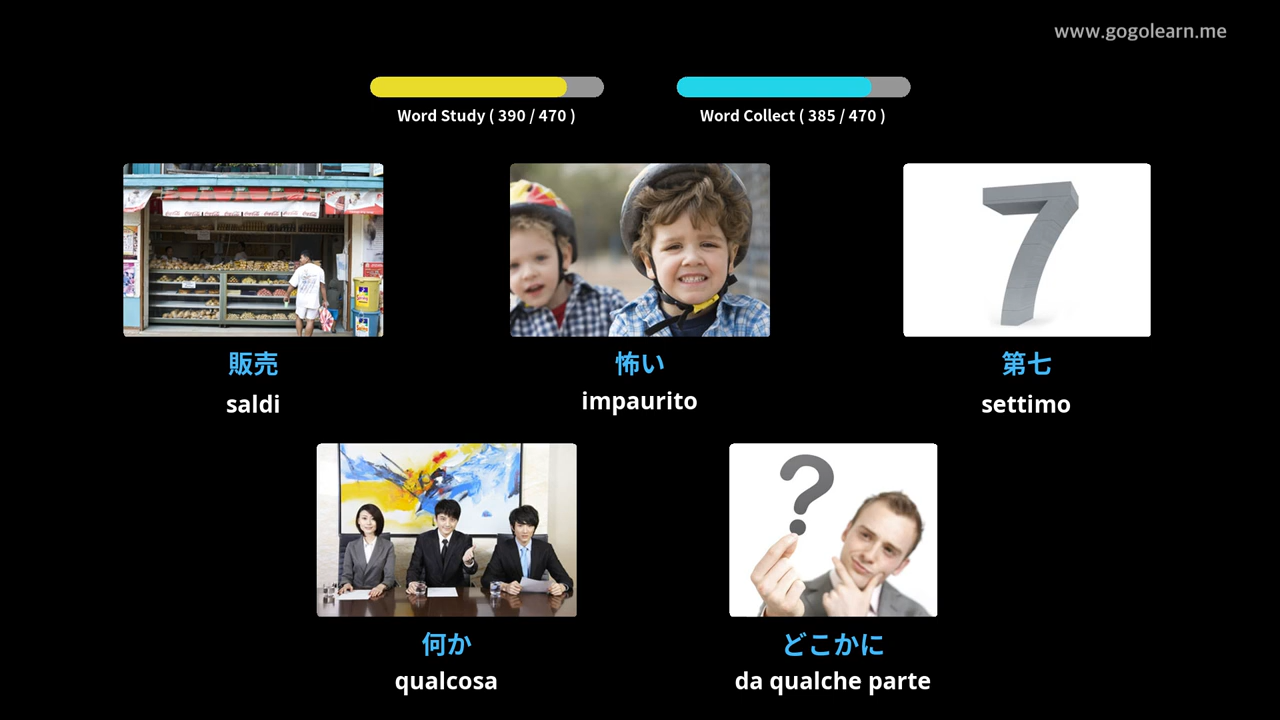 www.gogolearn.me
Word Study ( 390 / 470 )
Word Collect ( 385 / 470 )
販売
saldi
怖い
impaurito
7
第七
settimo
何か
qualcosa
?
どこかに
da qualche parte